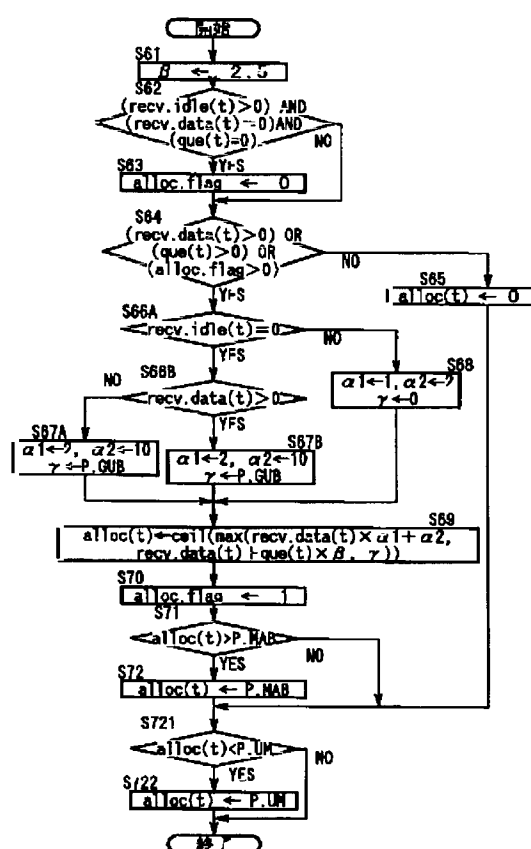 開始
S61
β ← 2.5
S62
(recv.idle(t)>0) AND
(recv.data(t)=0)AND
(que(t)=0)
NO
YES
S63
alloc.flag ← 0
S64
(recv.data(t)>0) OR
(que(t)>0) OR
(alloc.flag>0)
NO
YES
S65
alloc(t) ← 0
S66A
recv.idle(t)=0
NO
YES
S66B
NO
recv.data(t)>0
YES
S68
α1←1, α2←2
γ←0
S67A
α1←2, α2←10
γ←P.GUB
S67B
α1←2, α2←10
γ←P.GUB
S69
alloc(t)←ceil(max(recv.data(t)×α1+α2,
recv.data(t)+que(t)×β, γ))
S70
alloc.flag ← 1
S71
alloc(t)>P.MAB
NO
YES
S72
alloc(t) ← P.MAB
S721
alloc(t)<P.UM
NO
YES
S722
alloc(t) ← P.UM
終了